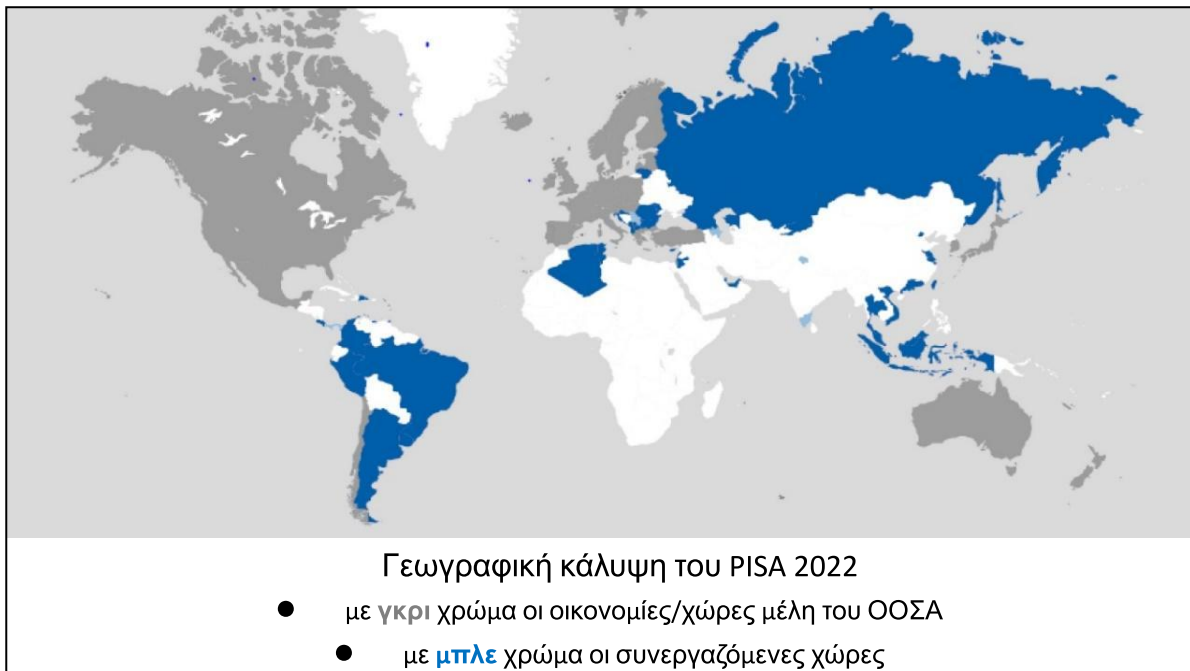 Γεωγραφική κάλυψη του PISA 2022
● με γκρι χρώμα οι οικονομίες/χώρες μέλη του ΟΟΣΑ
● με μπλε χρώμα οι συνεργαζόμενες χώρες